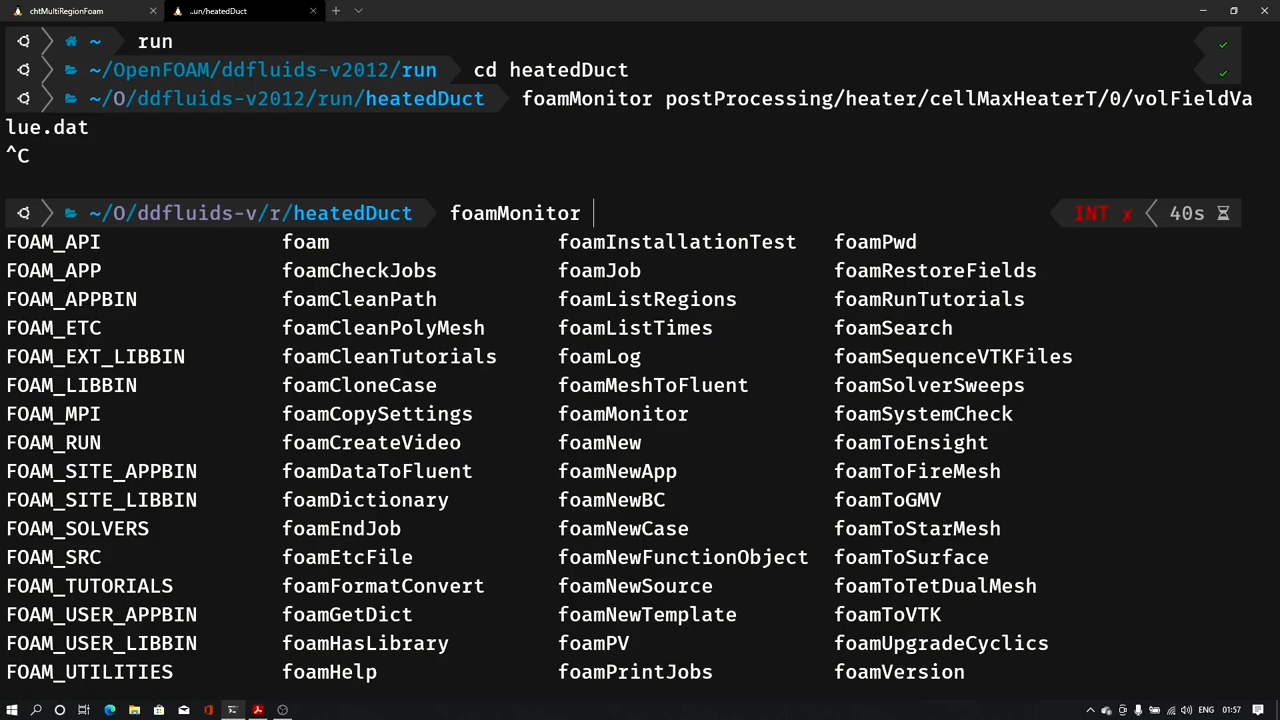 chtMultiRegionFoam ..un/heatedDuct
~ run
~/OpenFOAM/ddfluids-v2012/run cd heatedDuct
~/O/ddfluids-v2012/run/heatedDuct foamMonitor postProcessing/heater/cellMaxHeaterT/0/volFieldVa
lue.dat
^C
~/O/ddfluids-v/r/heatedDuct foamMonitor INT x 40s
FOAM_API foam foamInstallationTest foamPwd
FOAM_APP foamCheckJobs foamJob foamRestoreFields
FOAM_APPBIN foamCleanPath foamListRegions foamRunTutorials
FOAM_ETC foamCleanPolyMesh foamListTimes foamSearch
FOAM_EXT_LIBBIN foamCleanTutorials foamLog foamSequenceVTKFiles
FOAM_LIBBIN foamCloneCase foamMeshToFluent foamSolverSweeps
FOAM_MPI foamCopySettings foamMonitor foamSystemCheck
FOAM_RUN foamCreateVideo foamNew foamToEnsight
FOAM_SITE_APPBIN foamDataToFluent foamNewApp foamToFireMesh
FOAM_SITE_LIBBIN foamDictionary foamNewBC foamToGMV
FOAM_SOLVERS foamEndJob foamNewCase foamToStarMesh
FOAM_SRC foamEtcFile foamNewFunctionObject foamToSurface
FOAM_TUTORIALS foamFormatConvert foamNewSource foamToTetDualMesh
FOAM_USER_APPBIN foamGetDict foamNewTemplate foamToVTK
FOAM_USER_LIBBIN foamHasLibrary foamPV foamUpgradeCyclics
FOAM_UTILITIES foamHelp foamPrintJobs foamVersion
ENG 01:57